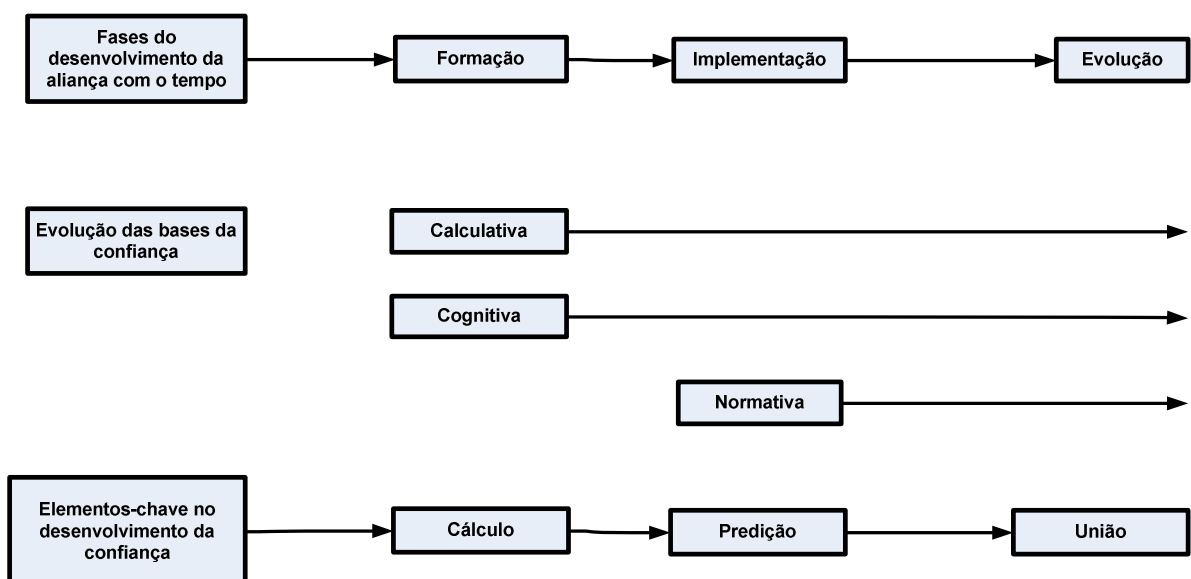 Fases do
desenvolvimento da
aliança com o tempo
Formação
Implementação
Evolução
Evolução das bases da
confiança
Calculativa
Cognitiva
Normativa
Elementos-chave no
desenvolvimento da
confiança
Cálculo
Predição
União